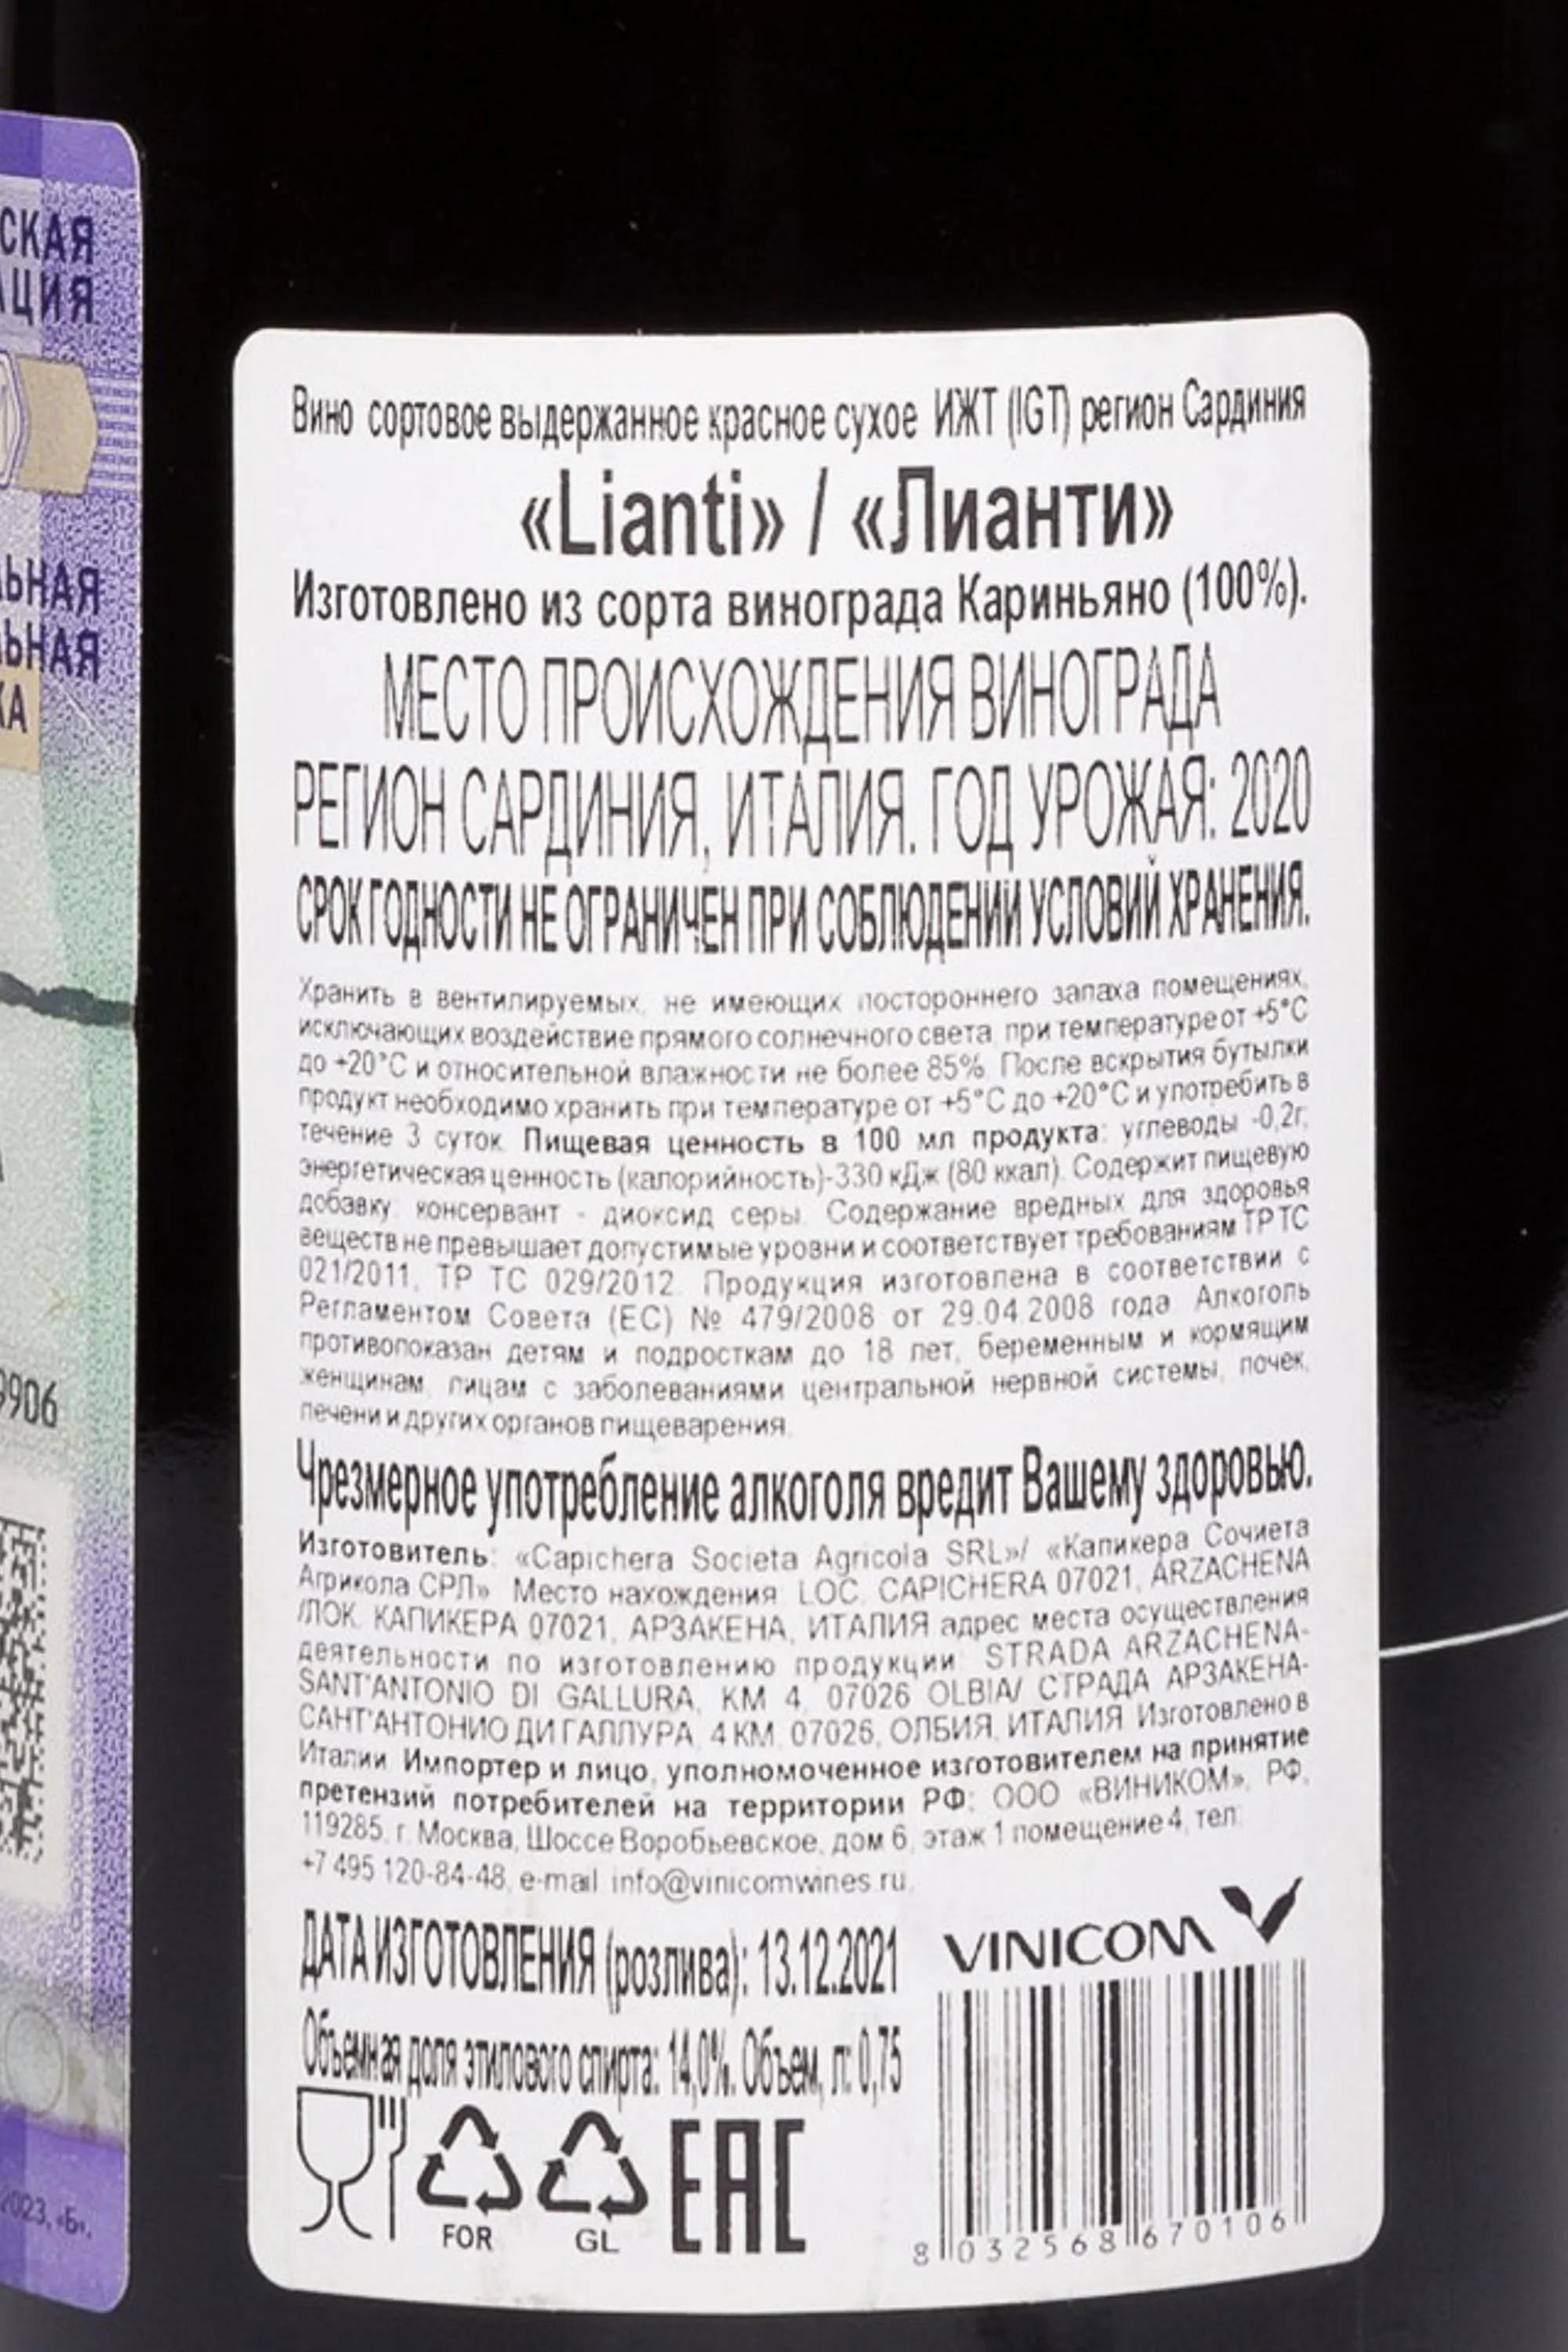 СКАЯ
АЦИЯ
ЬНАЯ
ЬНАЯ
КА
9906
2023, «Б».
Вино сортовое выдержанное красное сухое ИЖТ (IGT) регион Сардиния
«Lianti» / «Лианти»
Изготовлено из сорта винограда Кариньяно (100%).
МЕСТО ПРОИСХОЖДЕНИЯ ВИНОГРАДА
РЕГИОН САРДИНИЯ, ИТАЛИЯ. ГОД УРОЖАЯ: 2020
СРОК ГОДНОСТИ НЕ ОГРАНИЧЕН ПРИ СОБЛЮДЕНИИ УСЛОВИЙ ХРАНЕНИЯ.
Хранить в вентилируемых, не имеющих постороннего запаха помещениях,
исключающих воздействие прямого солнечного света, при температуре от +5°С
до +20°С и относительной влажности не более 85%. После вскрытия бутылки
продукт необходимо хранить при температуре от +5°С до +20°С и употребить в
течение 3 суток. Пищевая ценность в 100 мл продукта: углеводы -0,2г;
энергетическая ценность (калорийность)-330 кДж (80 ккал). Содержит пищевую
добавку: консервант - диоксид серы. Содержание вредных для здоровья
веществ не превышает допустимые уровни и соответствует требованиям ТР ТС
021/2011, ТР ТС 029/2012. Продукция изготовлена в соответствии с
Регламентом Совета (ЕС) № 479/2008 от 29.04.2008 года. Алкоголь
противопоказан детям и подросткам до 18 лет, беременным и кормящим
женщинам, лицам с заболеваниями центральной нервной системы, почек,
печени и других органов пищеварения.
Чрезмерное употребление алкоголя вредит Вашему здоровью.
Изготовитель: «Capichera Societa Agricola SRL»/ «Капикера Сочиета
Агрикола СРЛ». Место нахождения: LOC. CAPICHERA 07021, ARZACHENA
/ЛОК. КАПИКЕРА 07021, АРЗАКЕНА, ИТАЛИЯ адрес места осуществления
деятельности по изготовлению продукции: STRADA ARZACHENA-
SANT'ANTONIO DI GALLURA, KM 4, 07026 OLBIA/ СТРАДА АРЗАКЕНА-
САНТ'АНТОНИО ДИ ГАЛЛУРА, 4 КМ, 07026, ОЛБИЯ, ИТАЛИЯ. Изготовлено в
Италии. Импортер и лицо, уполномоченное изготовителем на принятие
претензий потребителей на территории РФ: ООО «ВИНИКОМ», РФ,
119285, г. Москва, Шоссе Воробьевское, дом 6, этаж 1 помещение 4, тел.:
+7 495 120-84-48, e-mail: info@vinicomwines.ru.
ДАТА ИЗГОТОВЛЕНИЯ (розлива): 13.12.2021
Объемная доля этилового спирта: 14,0%. Объем, л: 0,75
VINICOM
FOR
GL
EAC
8 032568 670106